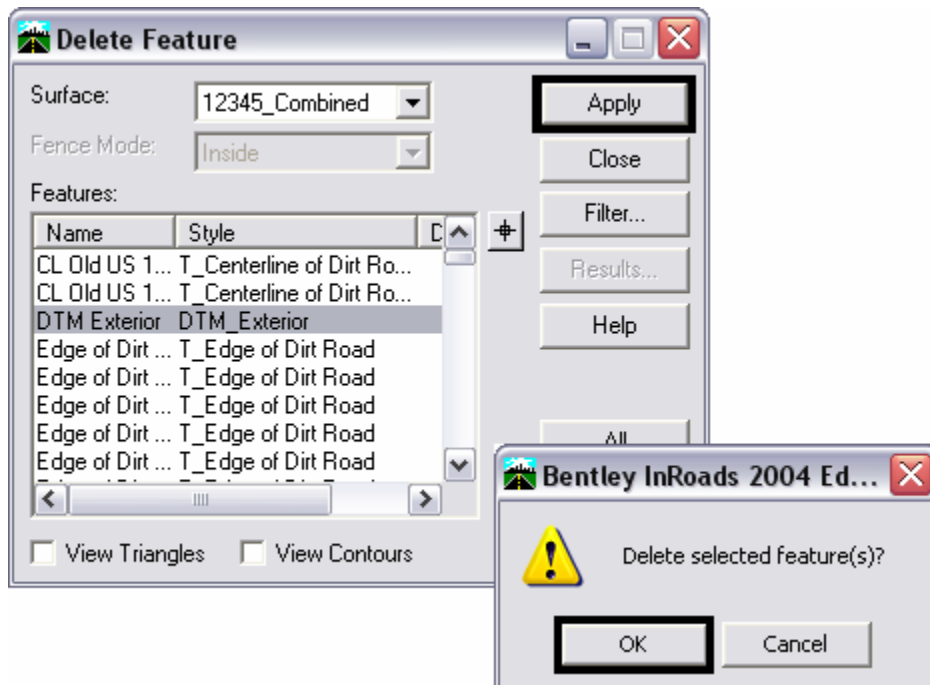 Delete Feature
Surface:
12345_Combined
Apply
Fence Mode:
Inside
Close
Features:
Filter...
Name Style D
CL Old US 1... T_Centerline of Dirt Ro...
CL Old US 1... T_Centerline of Dirt Ro...
Results...
DTM Exterior DTM_Exterior
Help
Edge of Dirt ... T_Edge of Dirt Road
Edge of Dirt ... T_Edge of Dirt Road
Edge of Dirt ... T_Edge of Dirt Road
Edge of Dirt ... T_Edge of Dirt Road
Edge of Dirt ... T_Edge of Dirt Road
All
View Triangles View Contours
Bentley InRoads 2004 Ed...
Delete selected feature(s)?
OK Cancel